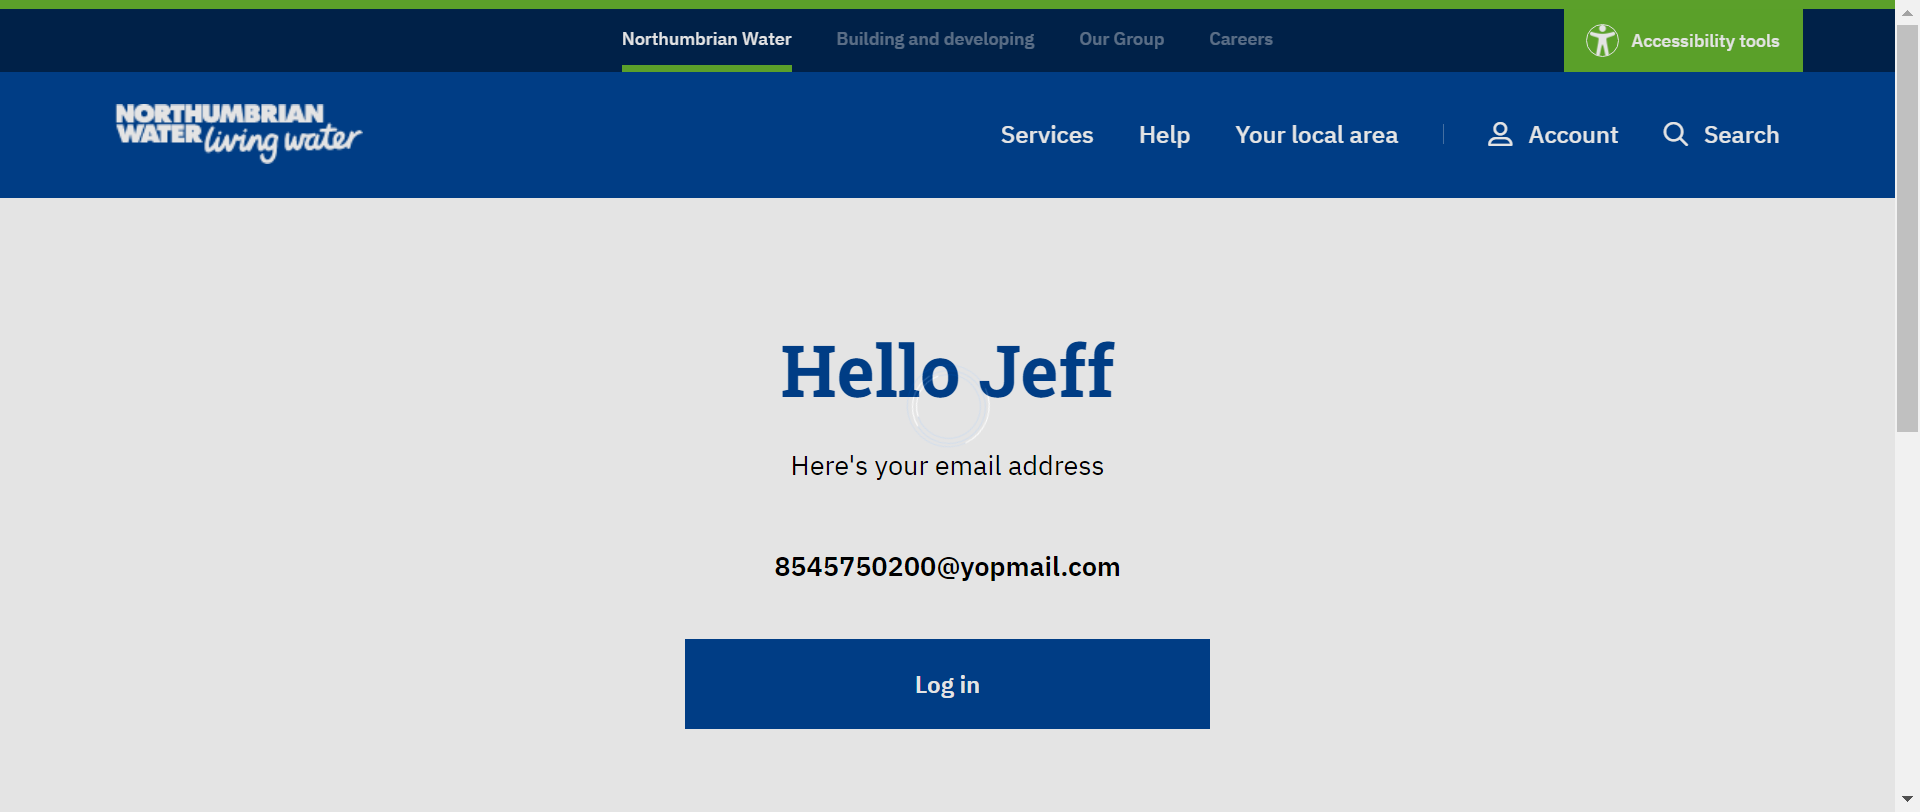 Northumbrian Water
Building and developing
Our Group
Careers
Accessibility tools
NORTHUMBRIAN
WATER living water
Services
Help
Your local area
Account
Search
Hello Jeff
Here's your email address
8545750200@yopmail.com
Log in